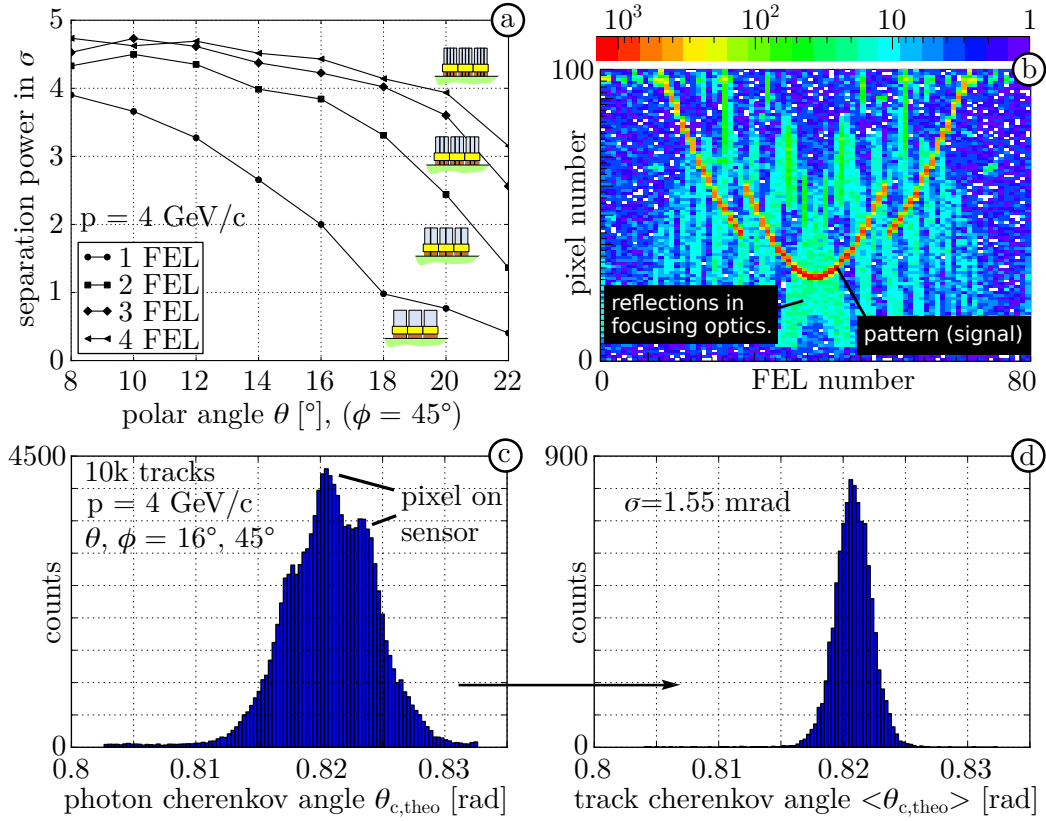 a
separation power in σ
6
5
4
3
2
1
0
p = 4 GeV/c
1 FEL
2 FEL
3 FEL
4 FEL
8 10 12 14 16 18 20 22
polar angle θ [°], (ϕ = 45°)
10³ 10² 10 1
b
pixel number
100
0
reflections in
focusing optics.
pattern (signal)
0 80
FEL number
c
4500
10k tracks
p = 4 GeV/c
θ, ϕ = 16°, 45°
pixel on
sensor
counts
0
0.8 0.81 0.82 0.83
photon cherenkov angle θc,theo [rad]
d
900
σ=1.55 mrad
counts
0
0.8 0.81 0.82 0.83
track cherenkov angle <θc,theo> [rad]